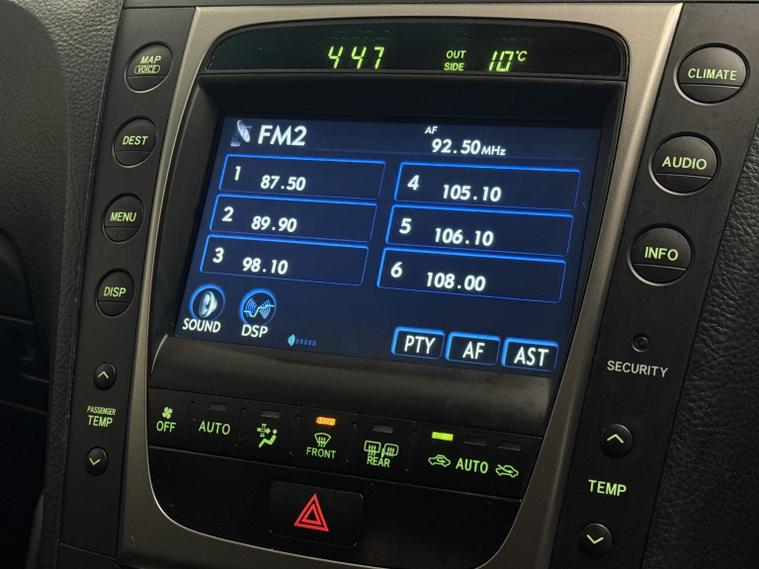 4:47 OUT SIDE 10°C
MAP
VOICE
DEST
MENU
DISP
PASSENGER
TEMP
FM2 AF 92.50MHz
1 87.50
2 89.90
3 98.10
4 105.10
5 106.10
6 108.00
SOUND DSP
PTY AF AST
CLIMATE
AUDIO
INFO
SECURITY
OFF AUTO FRONT REAR AUTO
TEMP